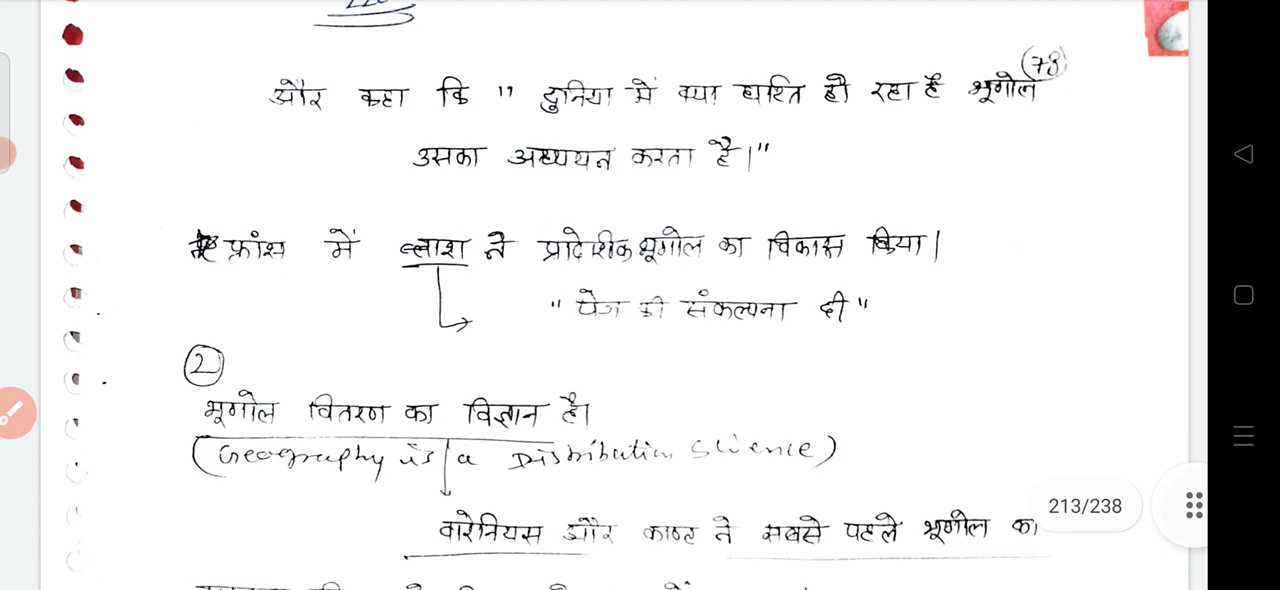 (78)
और कहा कि " दुनिया में क्या घटित हो रहा है भूगोल
उसका अध्ययन करता है।"
फ्रांस में ब्लाश ने प्रादेशीक भूगोल का विकास किया।
" पेज की संकल्पना दी "
2
भूगोल वितरण का विज्ञान है।
(Geography is a Distribution Science)
213/238
वारेनियस और काण्ट ने सबसे पहले भूगोल का